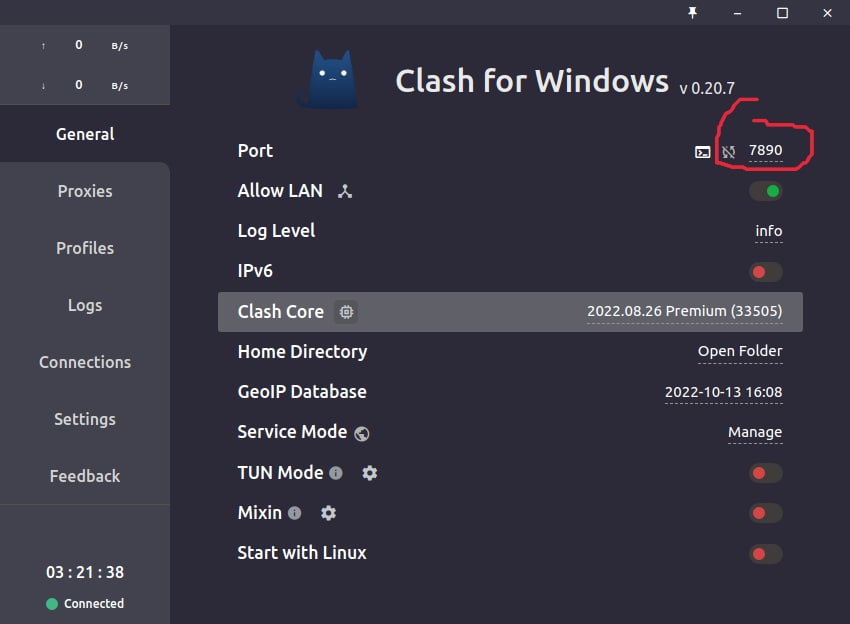 ↑ 0 B/s
↓ 0 B/s
General
Proxies
Profiles
Logs
Connections
Settings
Feedback
03 : 21 : 38
Connected
Clash for Windows v 0.20.7
Port 7890
Allow LAN
Log Level info
IPv6
Clash Core 2022.08.26 Premium (33505)
Home Directory Open Folder
GeoIP Database 2022-10-13 16:08
Service Mode Manage
TUN Mode
Mixin
Start with Linux